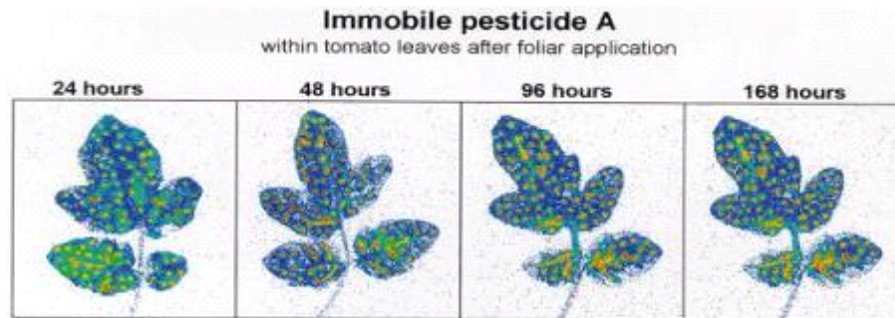 Immobile pesticide A
within tomato leaves after foliar application
24 hours 48 hours 96 hours 168 hours